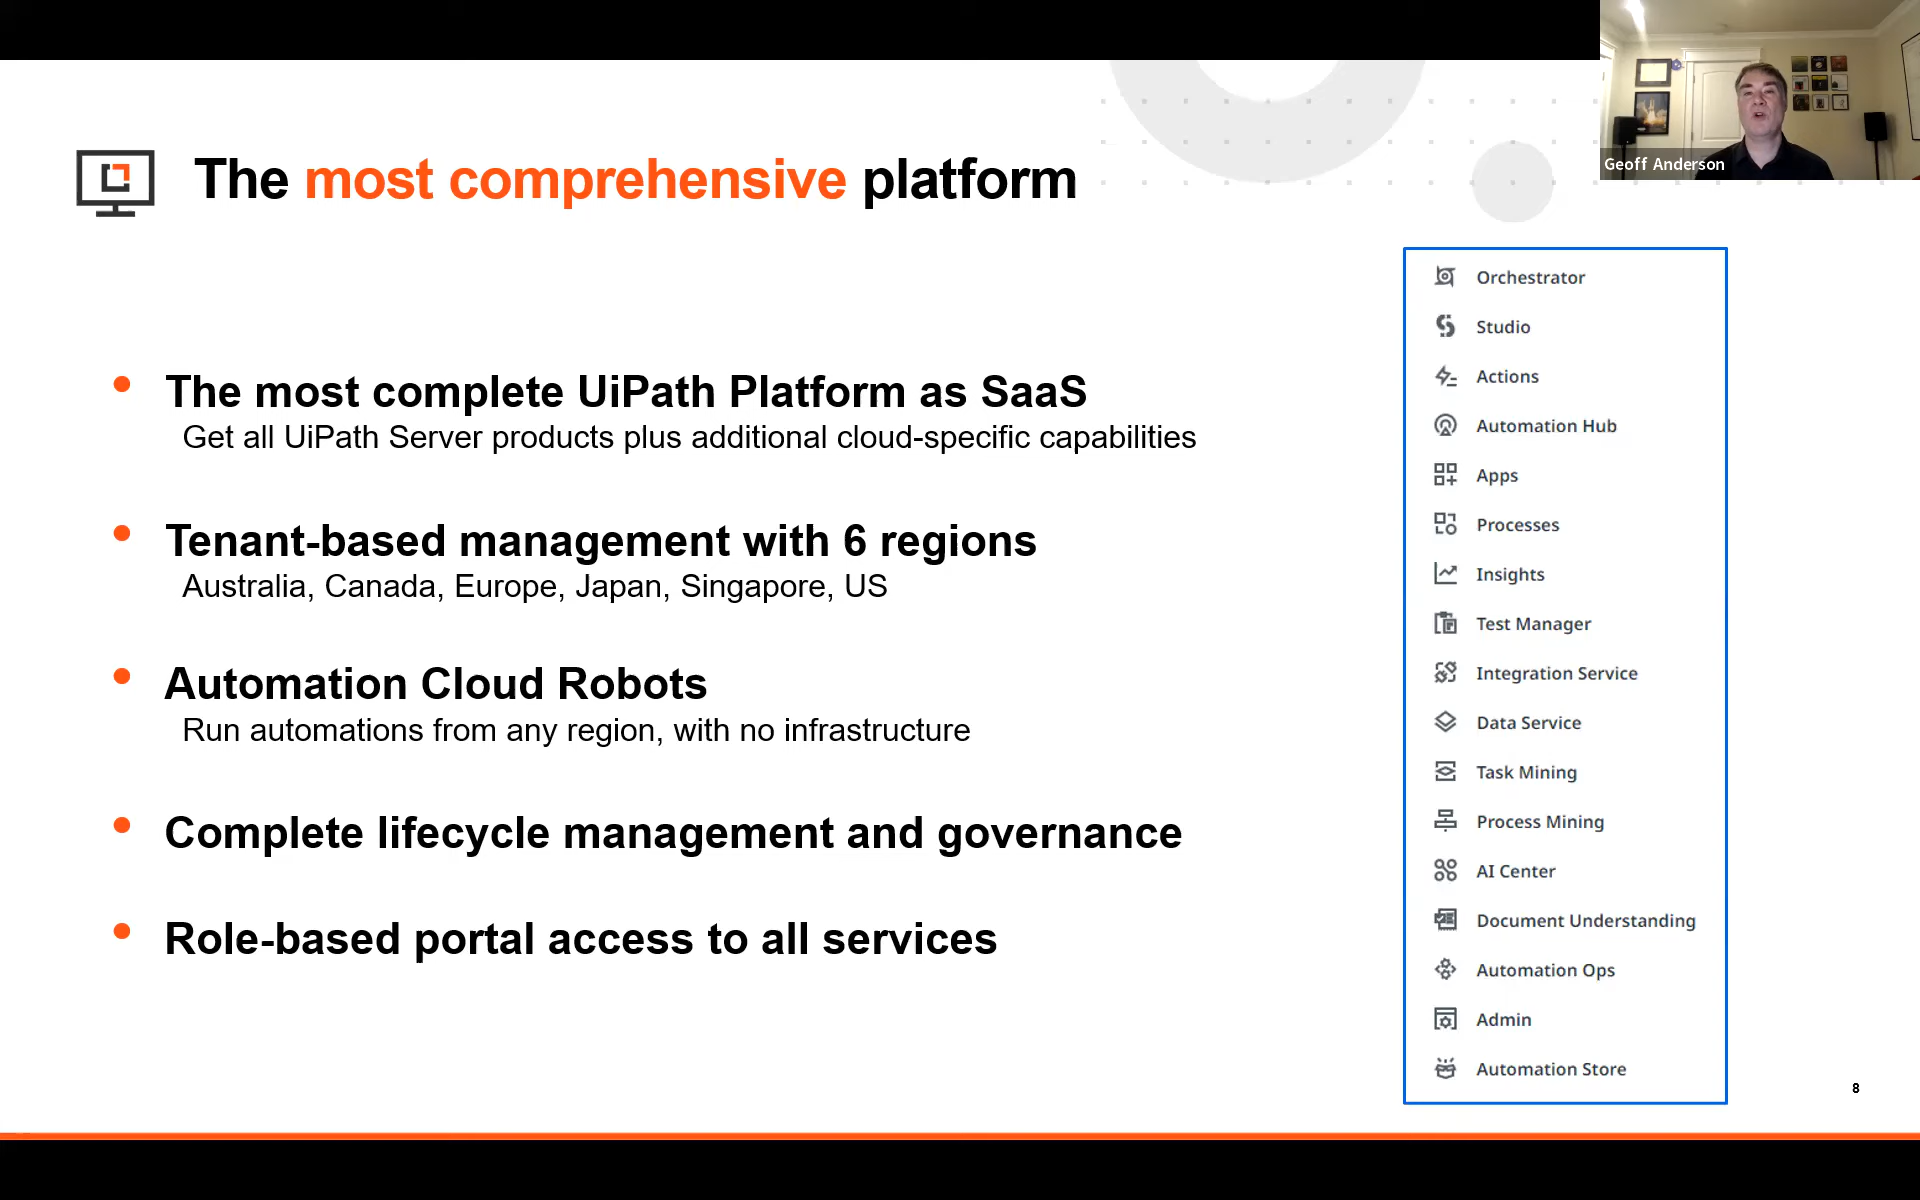 Geoff Anderson
The most comprehensive platform
The most complete UiPath Platform as SaaS
Get all UiPath Server products plus additional cloud-specific capabilities
Tenant-based management with 6 regions
Australia, Canada, Europe, Japan, Singapore, US
Automation Cloud Robots
Run automations from any region, with no infrastructure
Complete lifecycle management and governance
Role-based portal access to all services
Orchestrator
Studio
Actions
Automation Hub
Apps
Processes
Insights
Test Manager
Integration Service
Data Service
Task Mining
Process Mining
AI Center
Document Understanding
Automation Ops
Admin
Automation Store
8